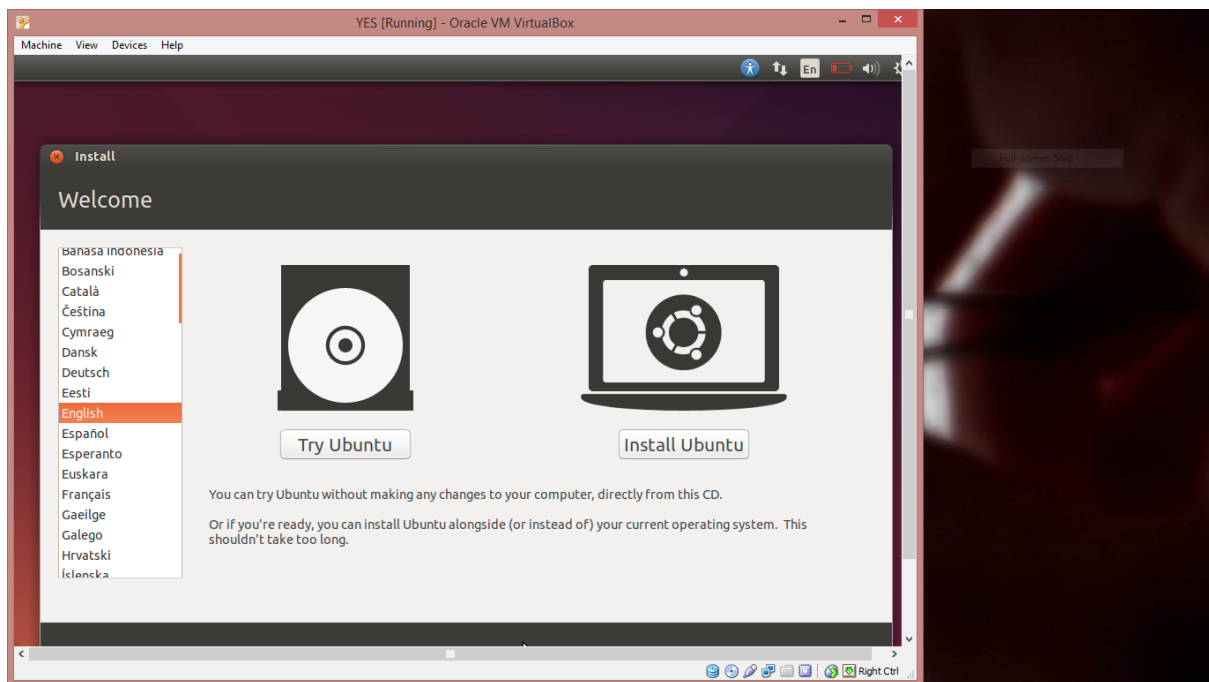 YES [Running] - Oracle VM VirtualBox
Machine View Devices Help
En
Install
Welcome
Bahasa Indonesia
Bosanski
Català
Čeština
Cymraeg
Dansk
Deutsch
Eesti
English
Español
Esperanto
Euskara
Français
Gaeilge
Galego
Hrvatski
Íslenska
Try Ubuntu
Install Ubuntu
You can try Ubuntu without making any changes to your computer, directly from this CD.
Or if you're ready, you can install Ubuntu alongside (or instead of) your current operating system. This
shouldn't take too long.
Right Ctrl
Full-screen Snip